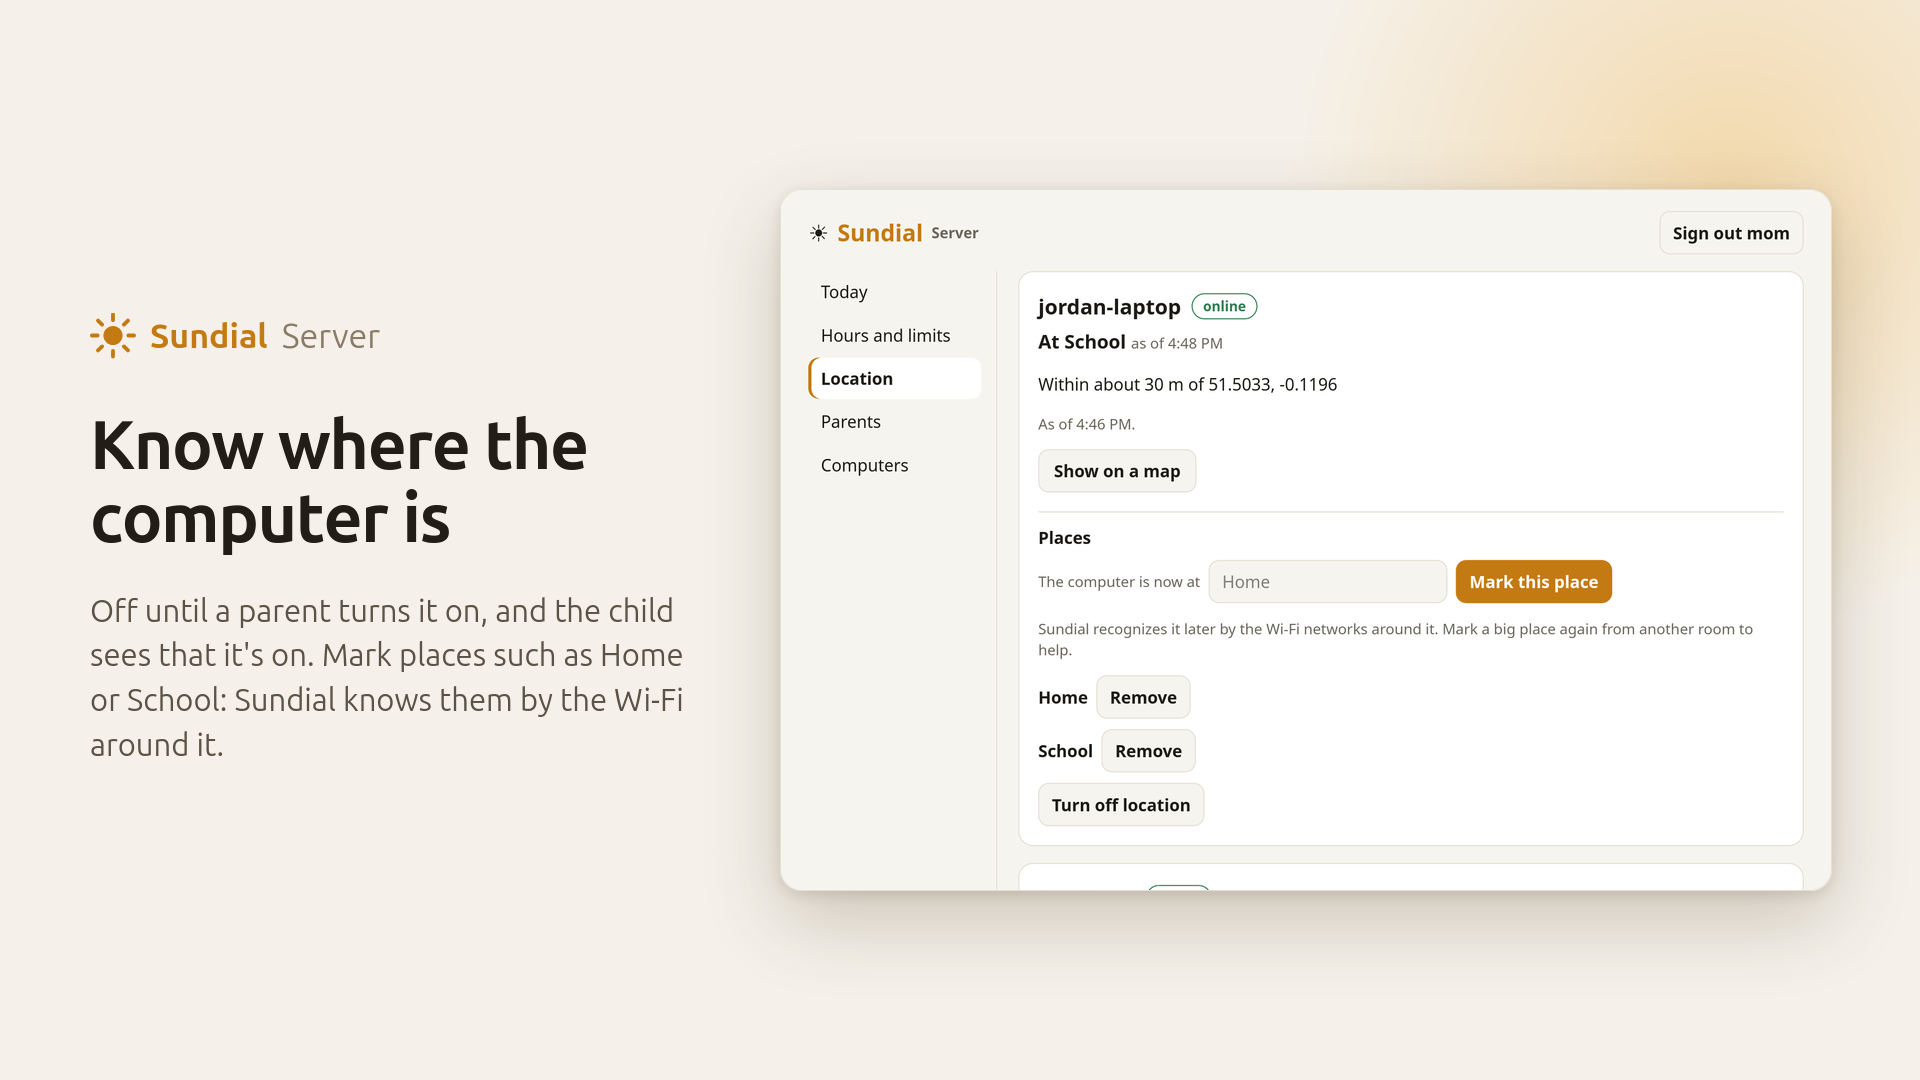 Sundial Server
Know where the
computer is
Off until a parent turns it on, and the child
sees that it's on. Mark places such as Home
or School: Sundial knows them by the Wi-Fi
around it.
Sundial Server
Sign out mom
Today
Hours and limits
Location
Parents
Computers
jordan-laptop online
At School as of 4:48 PM
Within about 30 m of 51.5033, -0.1196
As of 4:46 PM.
Show on a map
Places
The computer is now at Home Mark this place
Sundial recognizes it later by the Wi-Fi networks around it. Mark a big place again from another room to
help.
Home Remove
School Remove
Turn off location